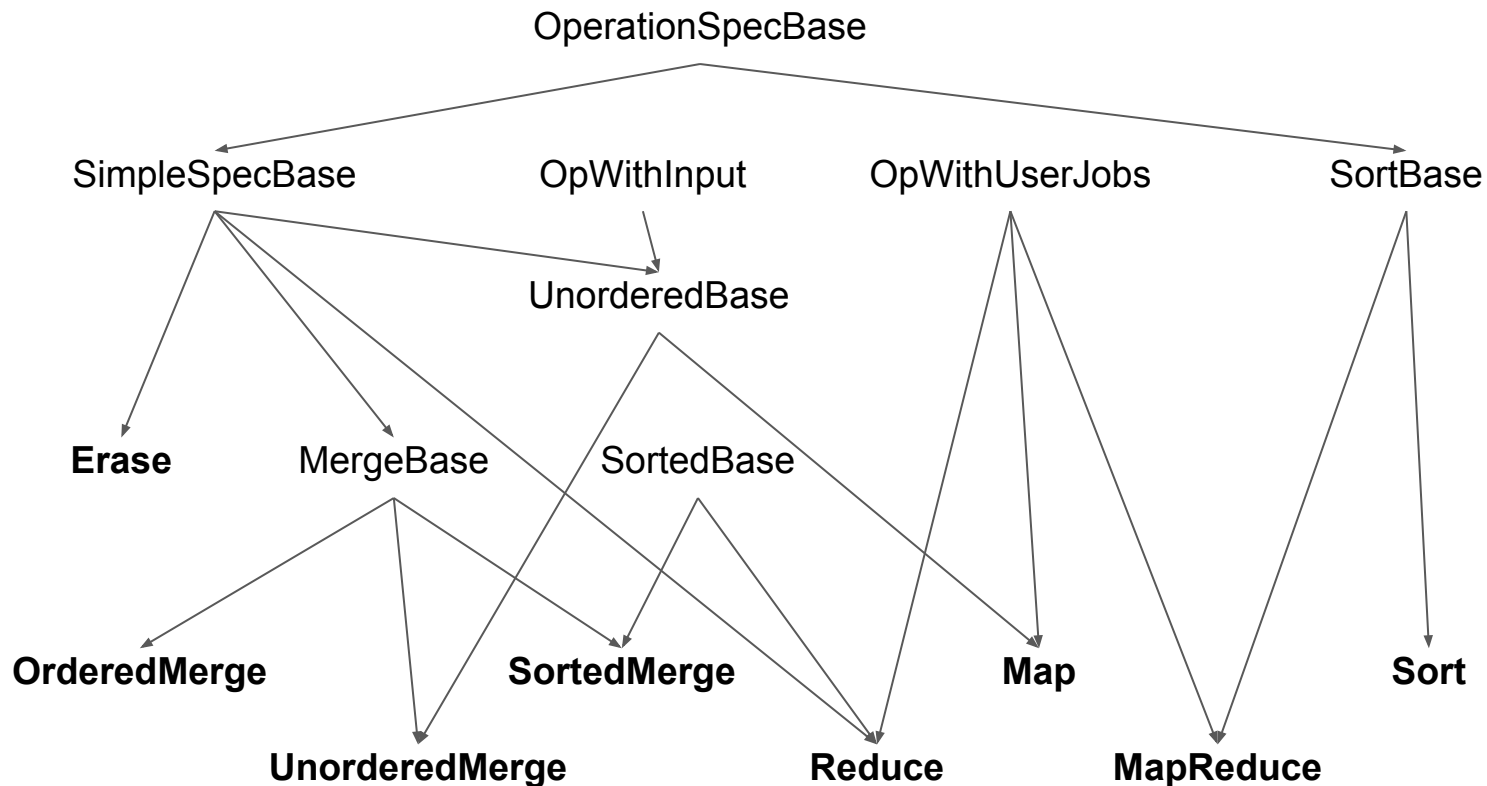 OperationSpecBase
SimpleSpecBase
OpWithInput
OpWithUserJobs
SortBase
UnorderedBase
Erase
MergeBase
SortedBase
OrderedMerge
SortedMerge
Map
Sort
UnorderedMerge
Reduce
MapReduce